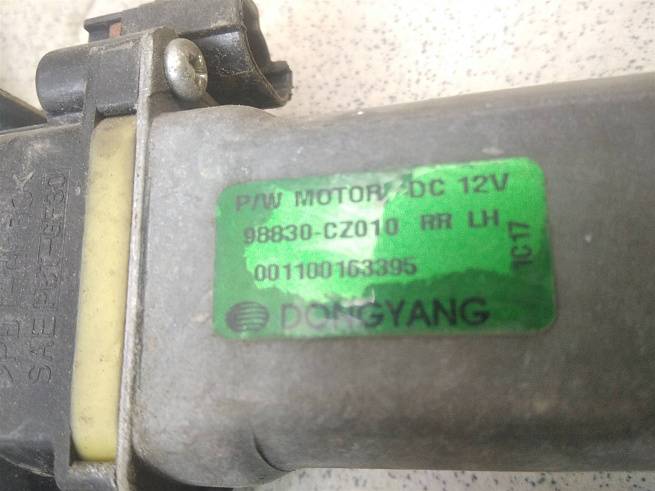 P/W MOTOR DC 12V
98830-CZ010 RR LH
001100163395
1C17
DONGYANG